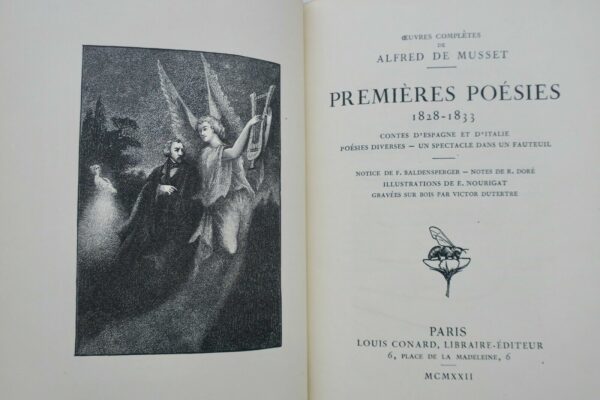 ŒUVRES COMPLÈTES
DE
ALFRED DE MUSSET
PREMIÈRES POÉSIES
1828-1833
CONTES D'ESPAGNE ET D'ITALIE
POÉSIES DIVERSES — UN SPECTACLE DANS UN FAUTEUIL
NOTICE DE F. BALDENSPERGER — NOTES DE R. DORÉ
ILLUSTRATIONS DE E. NOURIGAT
GRAVÉES SUR BOIS PAR VICTOR DUTERTRE
PARIS
LOUIS CONARD, LIBRAIRE-ÉDITEUR
6, PLACE DE LA MADELEINE, 6
MCMXXII